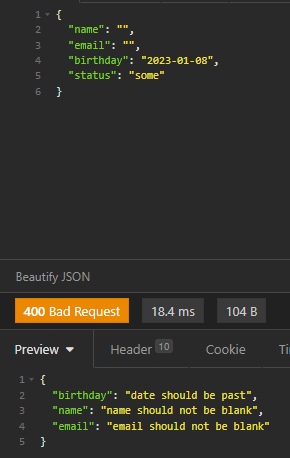 1 {
2 "name": "",
3 "email": "",
4 "birthday": "2023-01-08",
5 "status": "some"
6 }
Beautify JSON
400 Bad Request 18.4 ms 104 B
Preview Header 10 Cookie
1 {
2 "birthday": "date should be past",
3 "name": "name should not be blank",
4 "email": "email should not be blank"
5 }